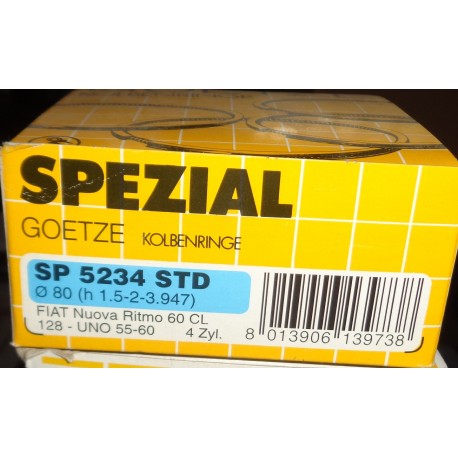 SPEZIAL
GOETZE KOLBENRINGE
SP 5234 STD
Ø 80 (h 1.5-2-3.947)
FIAT Nuova Ritmo 60 CL
128 - UNO 55-60 4 Zyl.
8 013906 139738